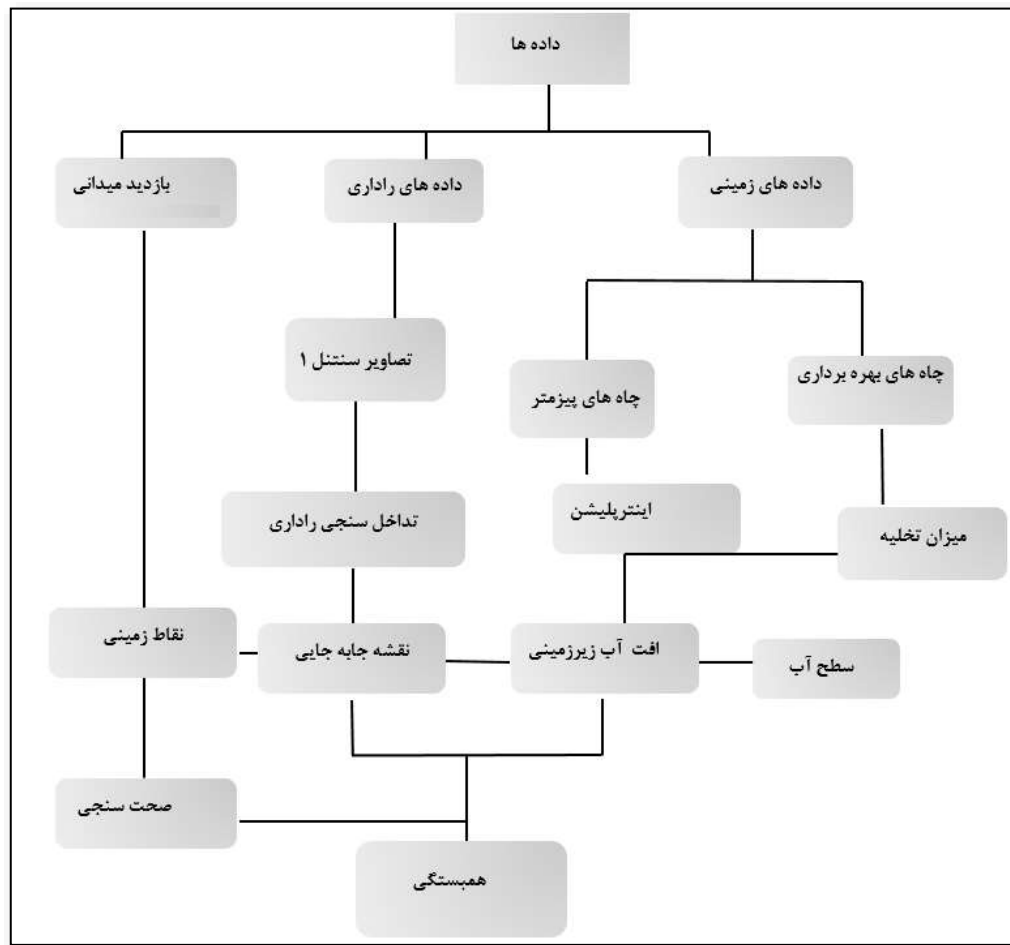 داده ها
داده های زمینی
داده های راداری
بازدید میدانی
تصاویر سنتنل ۱
چاه های بهره برداری
چاه های پیزمتر
تداخل سنجی راداری
اینترپلیشن
میزان تخلیه
سطح آب
افت آب زیرزمینی
نقشه جابه جایی
نقاط زمینی
صحت سنجی
همبستگی